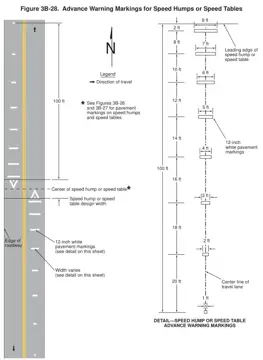 Figure 3B-28. Advance Warning Markings for Speed Humps or Speed Tables
N
Legend
Direction of travel
★ See Figures 3B-26
and 3B-27 for pavement
markings on speed humps
and speed tables
100 ft
Center of speed hump or speed table★
Speed hump or speed
table design width
Edge of
roadway
12-inch white
pavement markings
(see detail on this sheet)
Width varies
(see detail on this sheet)
8 ft
2 ft
8 ft
7 ft
Leading edge of
speed hump or
speed table
10 ft
6 ft
12 ft
5 ft
12-inch
white pavement
markings
14 ft
4 ft
100 ft
16 ft
3 ft
18 ft
2 ft
20 ft
Center line of
travel lane
1 ft
DETAIL—SPEED HUMP OR SPEED TABLE
ADVANCE WARNING MARKINGS